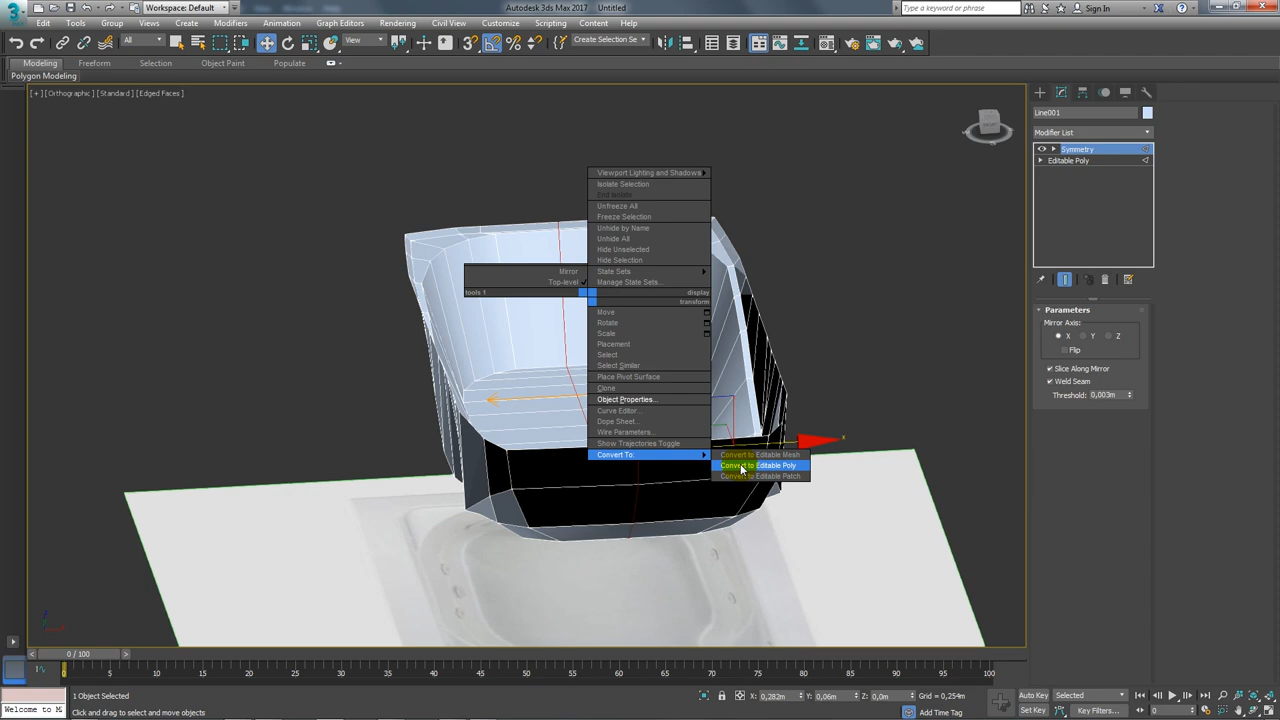 Workspace: Default
Autodesk 3ds Max 2017 Untitled
Type a keyword or phrase
Sign In
Edit Tools Group Views Create Modifiers Animation Graph Editors Rendering Civil View Customize Scripting Content Help
All View Create Selection Se
Modeling Freeform Selection Object Paint Populate
Polygon Modeling
[+] [Orthographic] [Standard] [Edged Faces]
Line001
Modifier List
Symmetry
Editable Poly
Parameters
Mirror Axis:
X Y Z
Flip
Slice Along Mirror
Weld Seam
Threshold: 0,003m
Viewport Lighting and Shadows
Isolate Selection
End Isolate
Unfreeze All
Freeze Selection
Unhide by Name
Unhide All
Hide Unselected
Hide Selection
State Sets
Manage State Sets...
Mirror
Top-level
tools 1
display
transform
Move
Rotate
Scale
Placement
Select
Select Similar
Place Pivot Surface
Clone
Object Properties...
Curve Editor...
Dope Sheet...
Wire Parameters...
Show Trajectories Toggle
Convert To:
Convert to Editable Mesh
Convert to Editable Poly
Convert to Editable Patch
x
0 / 100
0 5 10 15 20 25 30 35 40 45 50 55 60 65 70 75 80 85 90 95 100
1 Object Selected
Click and drag to select and move objects
Welcome to M
X: 0,282m Y: 0,06m Z: 0,0m Grid = 0,254m
Add Time Tag
Auto Key Selected
Set Key Key Filters...
0